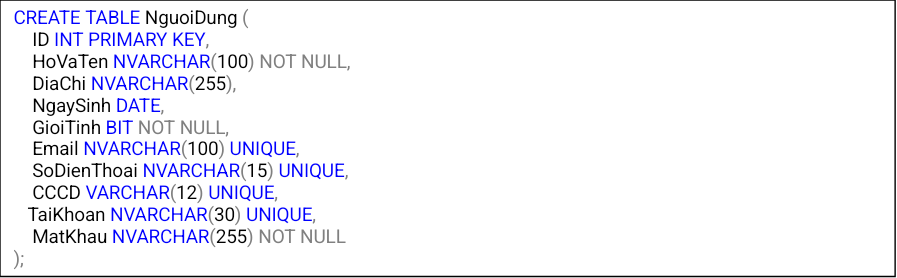 CREATE TABLE NguoiDung (
ID INT PRIMARY KEY,
HoVaTen NVARCHAR(100) NOT NULL,
DiaChi NVARCHAR(255),
NgaySinh DATE,
GioiTinh BIT NOT NULL,
Email NVARCHAR(100) UNIQUE,
SoDienThoai NVARCHAR(15) UNIQUE,
CCCD VARCHAR(12) UNIQUE,
TaiKhoan NVARCHAR(30) UNIQUE,
MatKhau NVARCHAR(255) NOT NULL
);